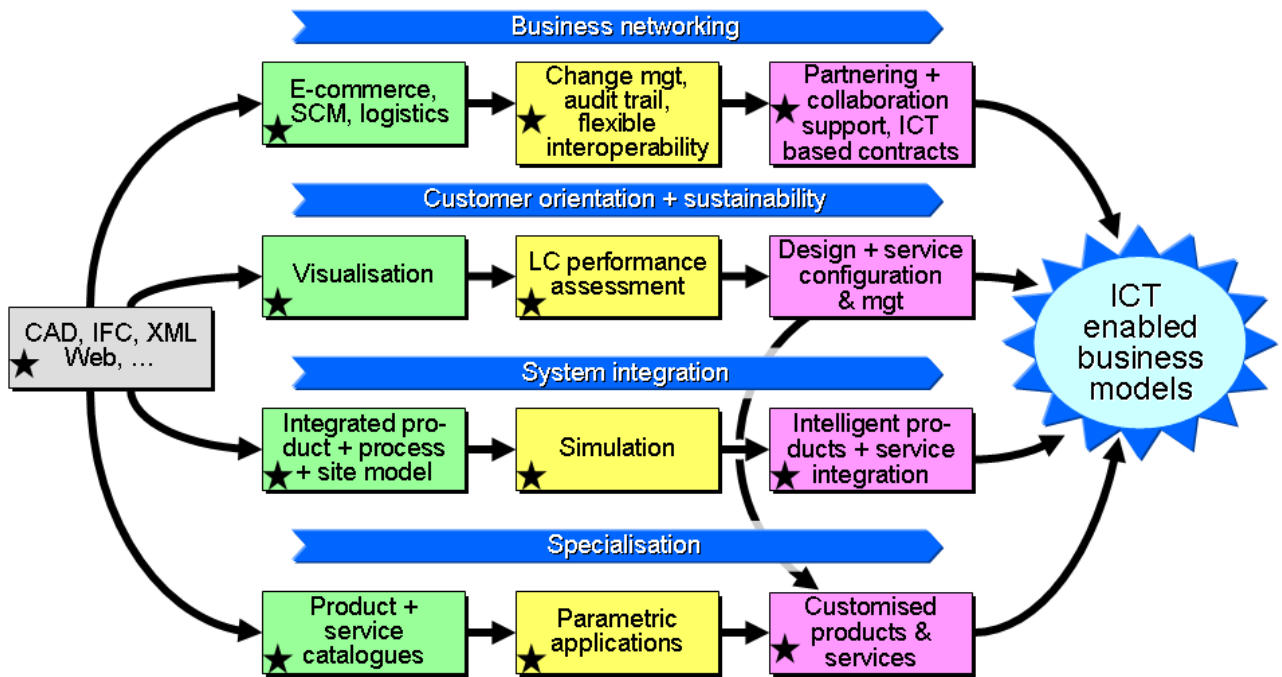 Business networking
E-commerce,
SCM, logistics
Change mgt,
audit trail,
flexible
interoperability
Partnering +
collaboration
support, ICT
based contracts
Customer orientation + sustainability
Visualisation
LC performance
assessment
Design + service
configuration
& mgt
CAD, IFC, XML
Web, ...
ICT
enabled
business
models
System integration
Integrated pro-
duct + process
+ site model
Simulation
Intelligent pro-
ducts + service
integration
Specialisation
Product +
service
catalogues
Parametric
applications
Customised
products &
services